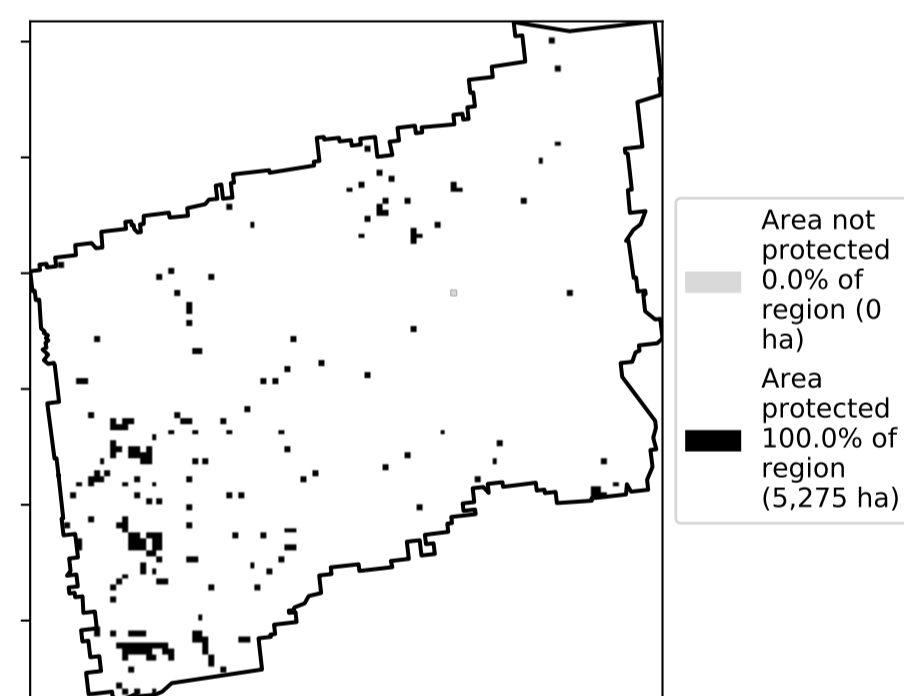 Area not
protected
0.0% of
region (0
ha)
Area
protected
100.0% of
region
(5,275 ha)